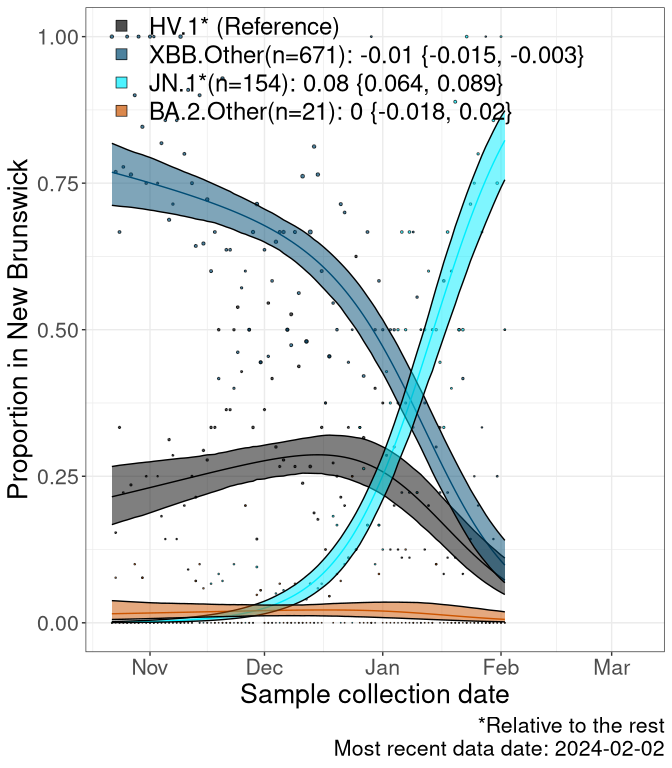 HV.1* (Reference)
XBB.Other(n=671): -0.01 {-0.015, -0.003}
JN.1*(n=154): 0.08 {0.064, 0.089}
BA.2.Other(n=21): 0 {-0.018, 0.02}
Proportion in New Brunswick
1.00
0.75
0.50
0.25
0.00
Nov Dec Jan Feb Mar
Sample collection date
*Relative to the rest
Most recent data date: 2024-02-02